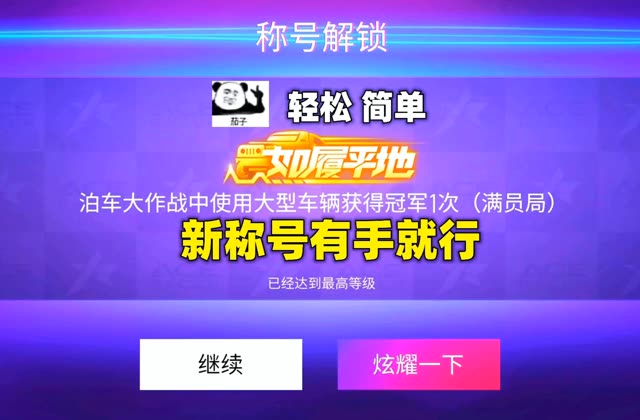 称号解锁
茄子
轻松 简单
如履平地
泊车大作战中使用大型车辆获得冠军1次（满员局）
新称号有手就行
已经达到最高等级
继续
炫耀一下